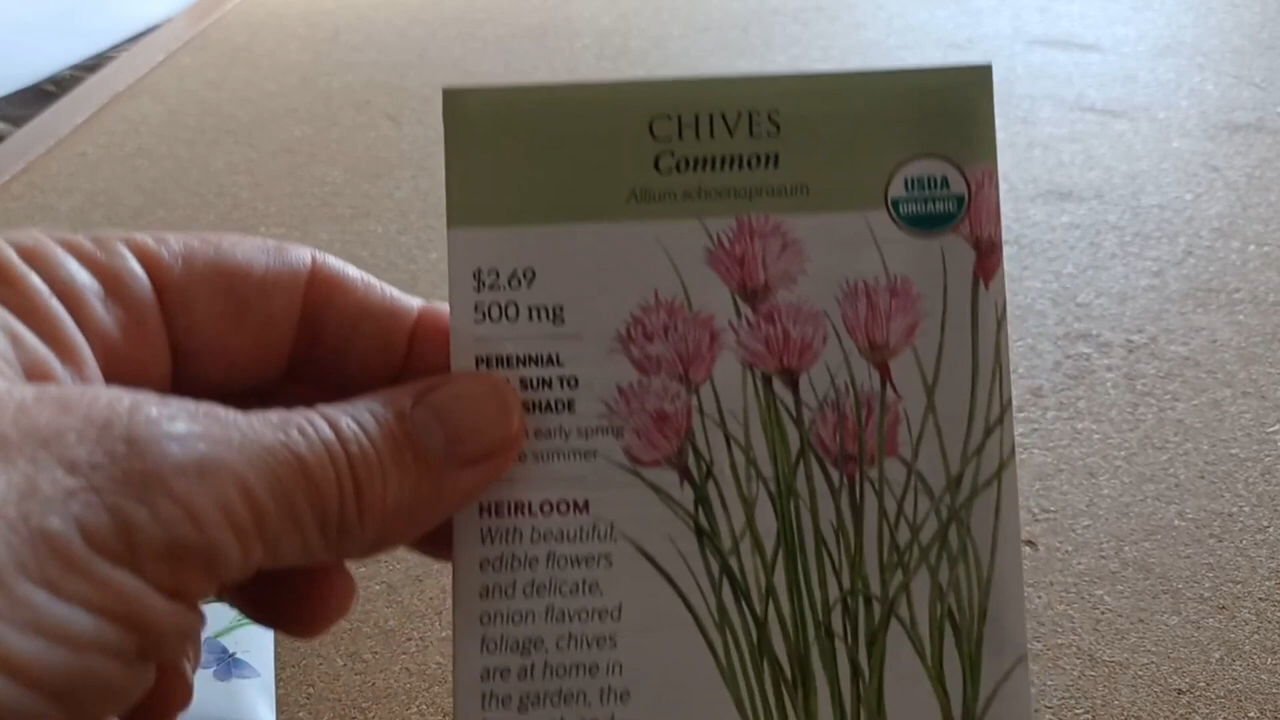 CHIVES
Common
Allium schoenoprasum
USDA
ORGANIC
$2.69
500 mg
PERENNIAL
SUN TO
SHADE
early spring
summer
HEIRLOOM
With beautiful,
edible flowers
and delicate,
onion-flavored
foliage, chives
are at home in
the garden, the